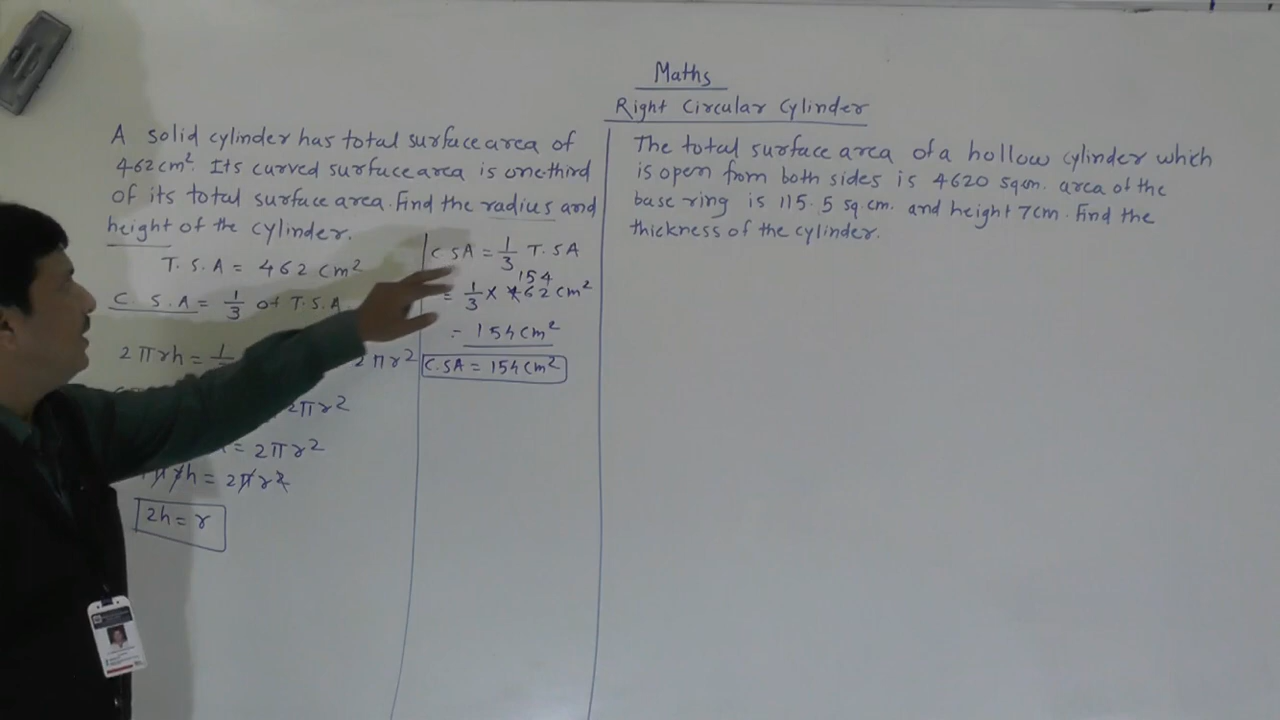 Maths
Right Circular Cylinder
A solid cylinder has total surface area of
462 cm². Its curved surface area is one-third
of its total surface area. Find the radius and
height of the cylinder.
T. S. A = 462 cm²
C. S. A = 1/3 of T. S. A.
2πrh = 2πr²
2πr²
= 2πr²
h = 2πr²
2h = r
C.SA = 1/3 T.SA
154
= 1/3 × 462 cm²
= 154 cm²
C.SA = 154 cm²
The total surface area of a hollow cylinder which
is open from both sides is 4620 sq.cm. area of the
base ring is 115.5 sq.cm. and height 7cm. Find the
thickness of the cylinder.